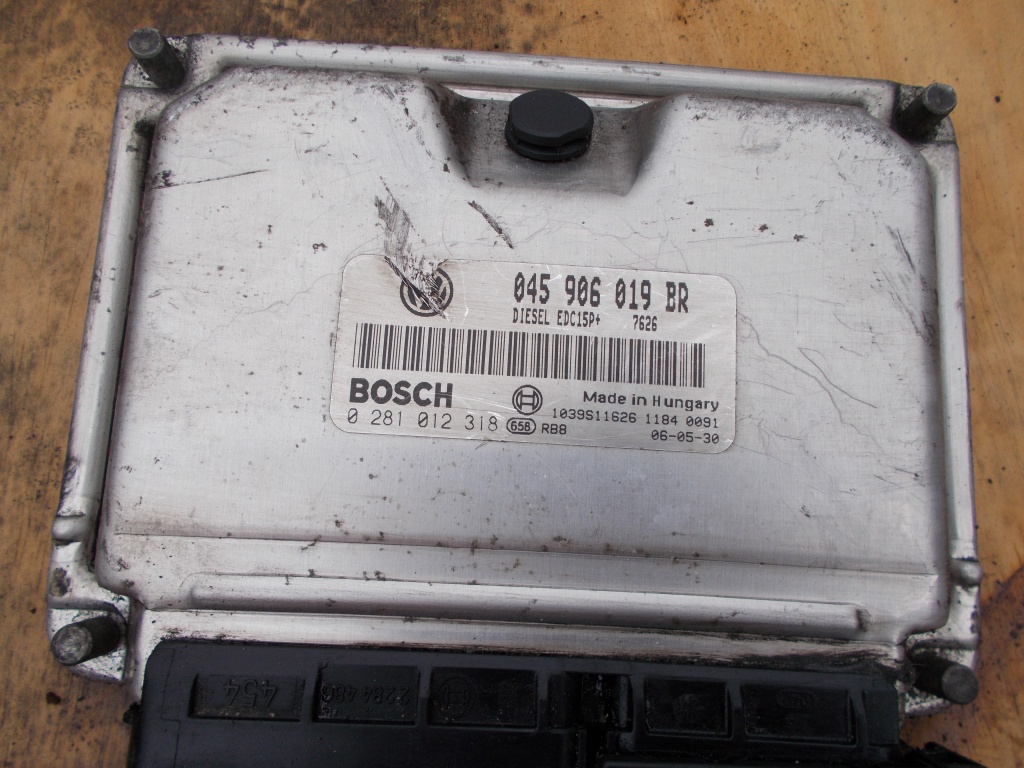 045 906 019 BR
DIESEL EDC15P+ 7626
BOSCH Made in Hungary
0 281 012 318 658 RB8 1039S11626 1184 0091
06-05-30
454